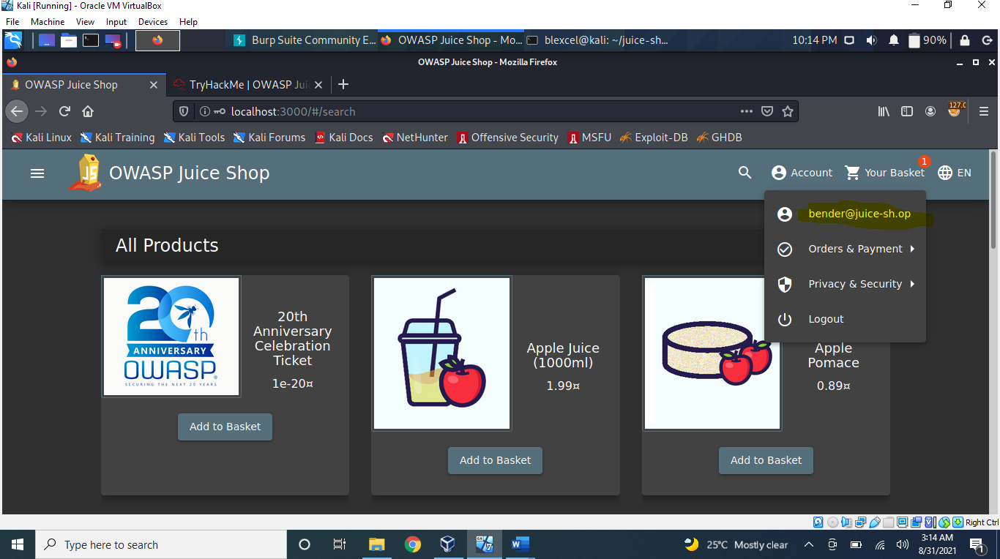 Kali [Running] - Oracle VM VirtualBox
File Machine View Input Devices Help
Burp Suite Community E... OWASP Juice Shop - Mo... blexcel@kali: ~/juice-sh... 10:14 PM 90%
OWASP Juice Shop - Mozilla Firefox
OWASP Juice Shop TryHackMe | OWASP Jui
localhost:3000/#/search 127.0
Kali Linux Kali Training Kali Tools Kali Forums Kali Docs NetHunter Offensive Security MSFU Exploit-DB GHDB
JS OWASP Juice Shop Account Your Basket 1 EN
bender@juice-sh.op
Orders & Payment
Privacy & Security
Logout
All Products
20th
ANNIVERSARY
OWASP
SECURING THE NEXT 20 YEARS
20th
Anniversary
Celebration
Ticket
1e-20¤
Add to Basket
Apple Juice
(1000ml)
1.99¤
Add to Basket
Apple
Pomace
0.89¤
Add to Basket
Right Ctrl
Type here to search
25°C Mostly clear
3:14 AM
8/31/2021
1